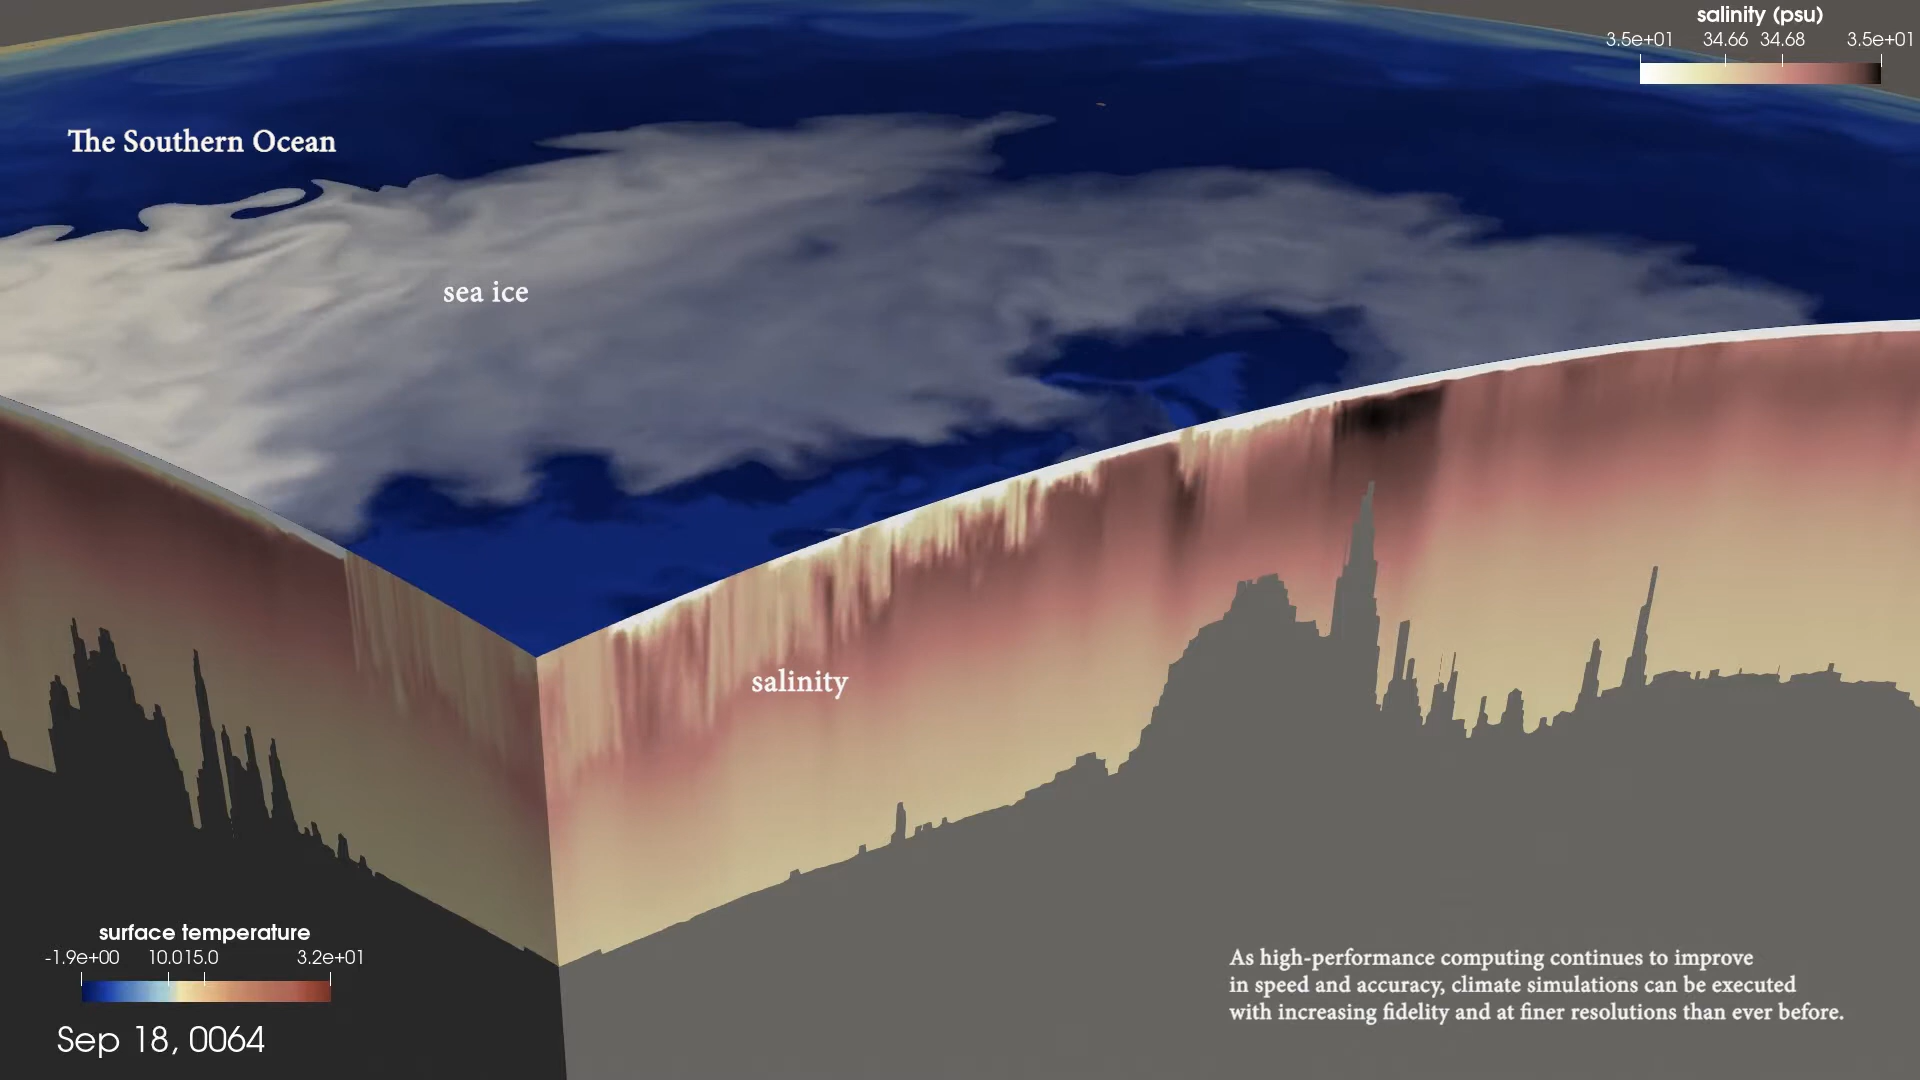 salinity (psu)
3.5e+01 34.66 34.68 3.5e+01
The Southern Ocean
sea ice
salinity
surface temperature
-1.9e+00 10.015.0 3.2e+01
Sep 18, 0064
As high-performance computing continues to improve
in speed and accuracy, climate simulations can be executed
with increasing fidelity and at finer resolutions than ever before.